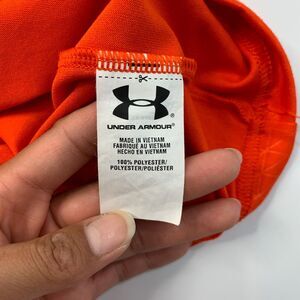 UNDER ARMOUR®
MADE IN VIETNAM
FABRIQUÉ AU VIETNAM
HECHO EN VIETNAM
100% POLYESTER/
POLYESTER/POLIÉSTER